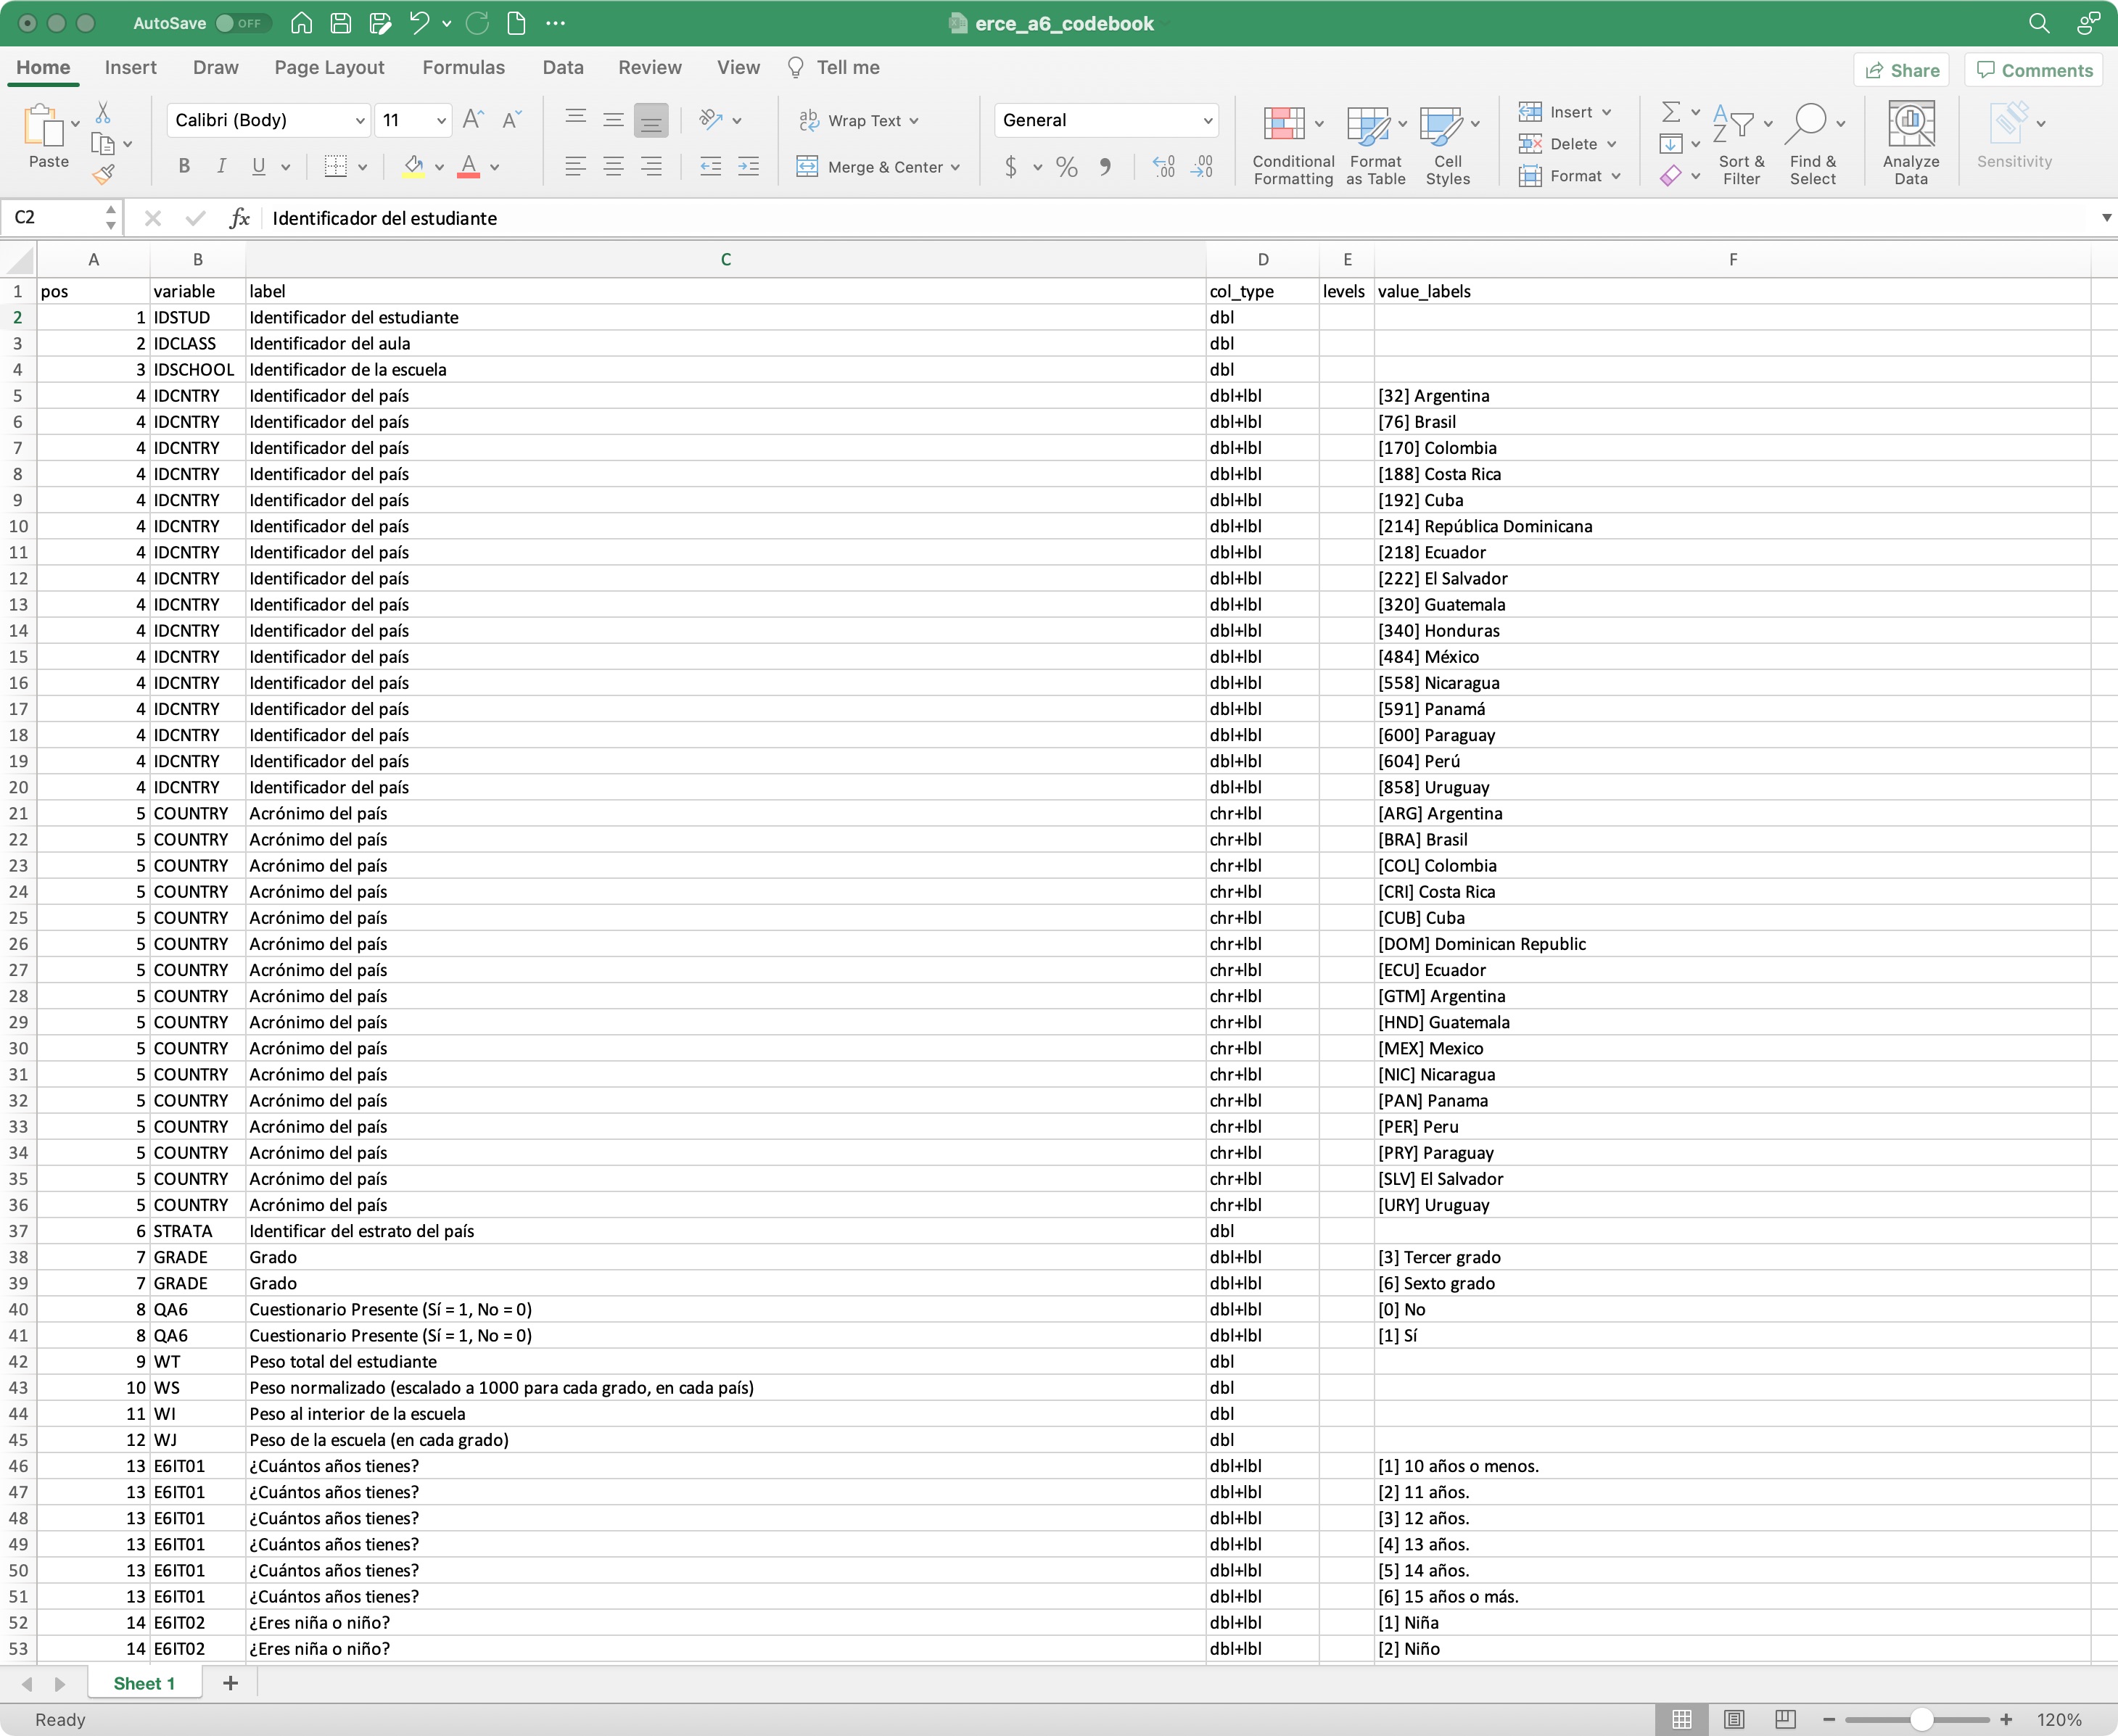 AutoSave OFF erce_a6_codebook
Home Insert Draw Page Layout Formulas Data Review View Tell me Share Comments
Paste Calibri (Body) 11 Wrap Text General Insert
B I U Merge & Center $ % Conditional Formatting Format as Table Cell Styles Delete Format Sort & Filter Find & Select Analyze Data Sensitivity
C2 fx Identificador del estudiante
A B C D E F
1 pos variable label col_type levels value_labels
2 1 IDSTUD Identificador del estudiante dbl
3 2 IDCLASS Identificador del aula dbl
4 3 IDSCHOOL Identificador de la escuela dbl
5 4 IDCNTRY Identificador del país dbl+lbl [32] Argentina
6 4 IDCNTRY Identificador del país dbl+lbl [76] Brasil
7 4 IDCNTRY Identificador del país dbl+lbl [170] Colombia
8 4 IDCNTRY Identificador del país dbl+lbl [188] Costa Rica
9 4 IDCNTRY Identificador del país dbl+lbl [192] Cuba
10 4 IDCNTRY Identificador del país dbl+lbl [214] República Dominicana
11 4 IDCNTRY Identificador del país dbl+lbl [218] Ecuador
12 4 IDCNTRY Identificador del país dbl+lbl [222] El Salvador
13 4 IDCNTRY Identificador del país dbl+lbl [320] Guatemala
14 4 IDCNTRY Identificador del país dbl+lbl [340] Honduras
15 4 IDCNTRY Identificador del país dbl+lbl [484] México
16 4 IDCNTRY Identificador del país dbl+lbl [558] Nicaragua
17 4 IDCNTRY Identificador del país dbl+lbl [591] Panamá
18 4 IDCNTRY Identificador del país dbl+lbl [600] Paraguay
19 4 IDCNTRY Identificador del país dbl+lbl [604] Perú
20 4 IDCNTRY Identificador del país dbl+lbl [858] Uruguay
21 5 COUNTRY Acrónimo del país chr+lbl [ARG] Argentina
22 5 COUNTRY Acrónimo del país chr+lbl [BRA] Brasil
23 5 COUNTRY Acrónimo del país chr+lbl [COL] Colombia
24 5 COUNTRY Acrónimo del país chr+lbl [CRI] Costa Rica
25 5 COUNTRY Acrónimo del país chr+lbl [CUB] Cuba
26 5 COUNTRY Acrónimo del país chr+lbl [DOM] Dominican Republic
27 5 COUNTRY Acrónimo del país chr+lbl [ECU] Ecuador
28 5 COUNTRY Acrónimo del país chr+lbl [GTM] Argentina
29 5 COUNTRY Acrónimo del país chr+lbl [HND] Guatemala
30 5 COUNTRY Acrónimo del país chr+lbl [MEX] Mexico
31 5 COUNTRY Acrónimo del país chr+lbl [NIC] Nicaragua
32 5 COUNTRY Acrónimo del país chr+lbl [PAN] Panama
33 5 COUNTRY Acrónimo del país chr+lbl [PER] Peru
34 5 COUNTRY Acrónimo del país chr+lbl [PRY] Paraguay
35 5 COUNTRY Acrónimo del país chr+lbl [SLV] El Salvador
36 5 COUNTRY Acrónimo del país chr+lbl [URY] Uruguay
37 6 STRATA Identificar del estrato del país dbl
38 7 GRADE Grado dbl+lbl [3] Tercer grado
39 7 GRADE Grado dbl+lbl [6] Sexto grado
40 8 QA6 Cuestionario Presente (Sí = 1, No = 0) dbl+lbl [0] No
41 8 QA6 Cuestionario Presente (Sí = 1, No = 0) dbl+lbl [1] Sí
42 9 WT Peso total del estudiante dbl
43 10 WS Peso normalizado (escalado a 1000 para cada grado, en cada país) dbl
44 11 WI Peso al interior de la escuela dbl
45 12 WJ Peso de la escuela (en cada grado) dbl
46 13 E6IT01 ¿Cuántos años tienes? dbl+lbl [1] 10 años o menos.
47 13 E6IT01 ¿Cuántos años tienes? dbl+lbl [2] 11 años.
48 13 E6IT01 ¿Cuántos años tienes? dbl+lbl [3] 12 años.
49 13 E6IT01 ¿Cuántos años tienes? dbl+lbl [4] 13 años.
50 13 E6IT01 ¿Cuántos años tienes? dbl+lbl [5] 14 años.
51 13 E6IT01 ¿Cuántos años tienes? dbl+lbl [6] 15 años o más.
52 14 E6IT02 ¿Eres niña o niño? dbl+lbl [1] Niña
53 14 E6IT02 ¿Eres niña o niño? dbl+lbl [2] Niño
Sheet 1 +
Ready 120%